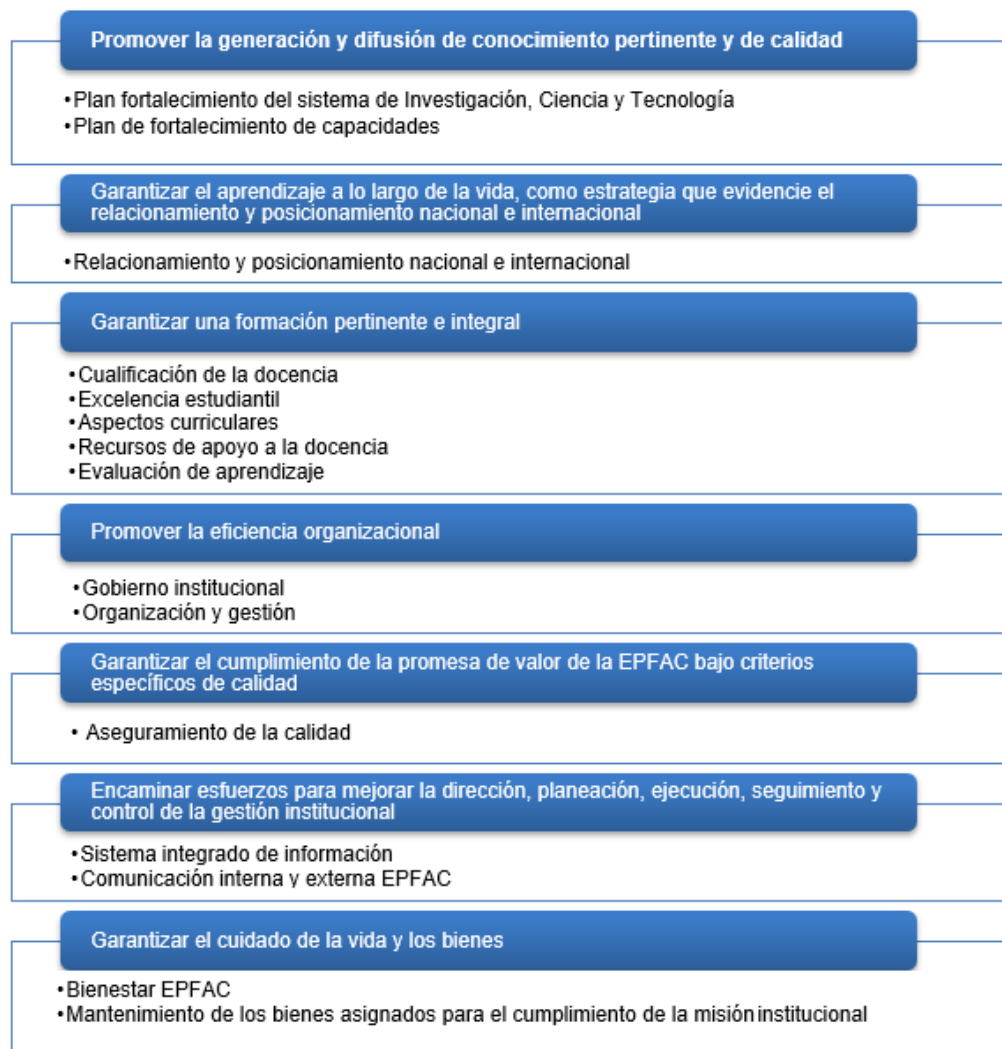 Promover la generación y difusión de conocimiento pertinente y de calidad
•Plan fortalecimiento del sistema de Investigación, Ciencia y Tecnología
•Plan de fortalecimiento de capacidades
Garantizar el aprendizaje a lo largo de la vida, como estrategia que evidencie el
relacionamiento y posicionamiento nacional e internacional
•Relacionamiento y posicionamiento nacional e internacional
Garantizar una formación pertinente e integral
•Cualificación de la docencia
•Excelencia estudiantil
•Aspectos curriculares
•Recursos de apoyo a la docencia
•Evaluación de aprendizaje
Promover la eficiencia organizacional
•Gobierno institucional
•Organización y gestión
Garantizar el cumplimiento de la promesa de valor de la EPFAC bajo criterios
específicos de calidad
• Aseguramiento de la calidad
Encaminar esfuerzos para mejorar la dirección, planeación, ejecución, seguimiento y
control de la gestión institucional
•Sistema integrado de información
•Comunicación interna y externa EPFAC
Garantizar el cuidado de la vida y los bienes
•Bienestar EPFAC
•Mantenimiento de los bienes asignados para el cumplimiento de la misión institucional